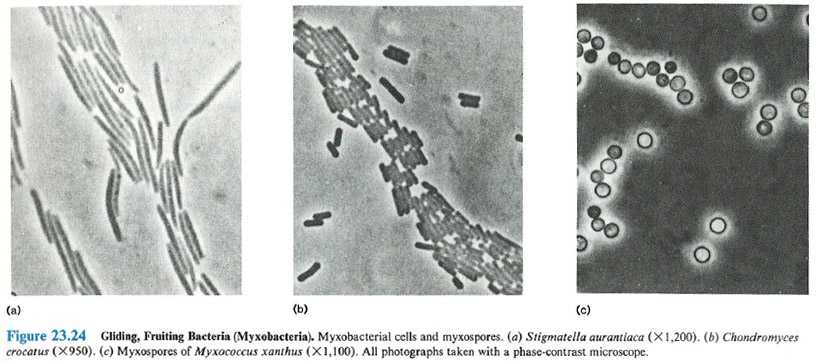 (a)
(b)
(c)
Figure 23.24 Gliding, Fruiting Bacteria (Myxobacteria). Myxobacterial cells and myxospores. (a) Stigmatella aurantiaca (×1,200). (b) Chondromyces
crocatus (×950). (c) Myxospores of Myxococcus xanthus (×1,100). All photographs taken with a phase-contrast microscope.